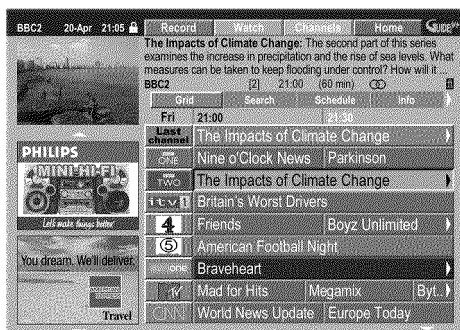 BBC2 20-Apr 21:05 Record Watch Channels Home GUIDE
The Impacts of Climate Change: The second part of this series
examines the increase in precipitation and the rise of sea levels. What
measures can be taken to keep flooding under control? How will it ...
BBC2 [2] 21:00 (60 min)
Grid Search Schedule Info
Fri 21:00 21:30
Last channel The Impacts of Climate Change
ONE Nine o'Clock News Parkinson
TWO The Impacts of Climate Change
itv1 Britain's Worst Drivers
4 Friends Boyz Unlimited
5 American Football Night
one Braveheart
Mad for Hits Megamix Byt..
CNN World News Update Europe Today
PHILIPS
MINI-HI-FI
Let's make things better
You dream. We'll deliver.
Travel